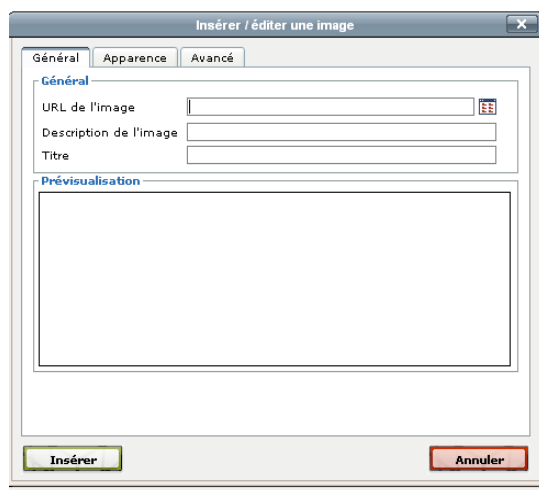 Insérer / éditer une image
Général Apparence Avancé
Général
URL de l'image
Description de l'image
Titre
Prévisualisation
Insérer Annuler